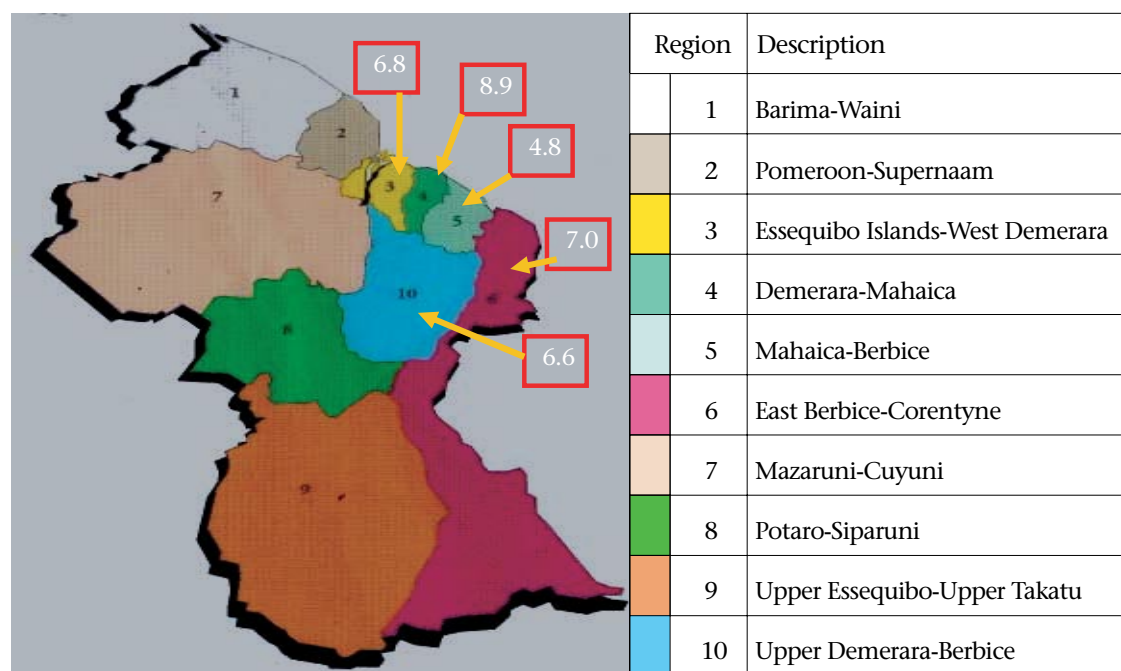 6.8
8.9
4.8
7.0
6.6
1
2
3
4
5
6
7
8
9
10
Region Description
1 Barima-Waini
2 Pomeroon-Supernaam
3 Essequibo Islands-West Demerara
4 Demerara-Mahaica
5 Mahaica-Berbice
6 East Berbice-Corentyne
7 Mazaruni-Cuyuni
8 Potaro-Siparuni
9 Upper Essequibo-Upper Takatu
10 Upper Demerara-Berbice